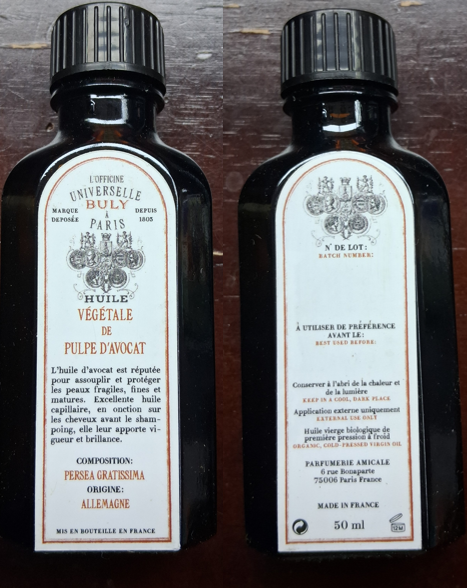 L'OFFICINE
UNIVERSELLE
BULY
À
PARIS
MARQUE DÉPOSÉE
DEPUIS 1803
HUILE
VÉGÉTALE
DE
PULPE D'AVOCAT
L'huile d'avocat est réputée
pour assouplir et protéger
les peaux fragiles, fines et
matures. Excellente huile
capillaire, en onction sur
les cheveux avant le sham-
poing, elle leur apporte vi-
gueur et brillance.
COMPOSITION:
PERSEA GRATISSIMA
ORIGINE:
ALLEMAGNE
MIS EN BOUTEILLE EN FRANCE
N° DE LOT:
BATCH NUMBER:
À UTILISER DE PRÉFÉRENCE
AVANT LE:
BEST USED BEFORE:
Conserver à l'abri de la chaleur et
de la lumière
KEEP IN A COOL, DARK PLACE
Application externe uniquement
EXTERNAL USE ONLY
Huile vierge biologique de
première pression à froid
ORGANIC, COLD-PRESSED VIRGIN OIL
PARFUMERIE AMICALE
6 rue Bonaparte
75006 Paris France
MADE IN FRANCE
50 ml